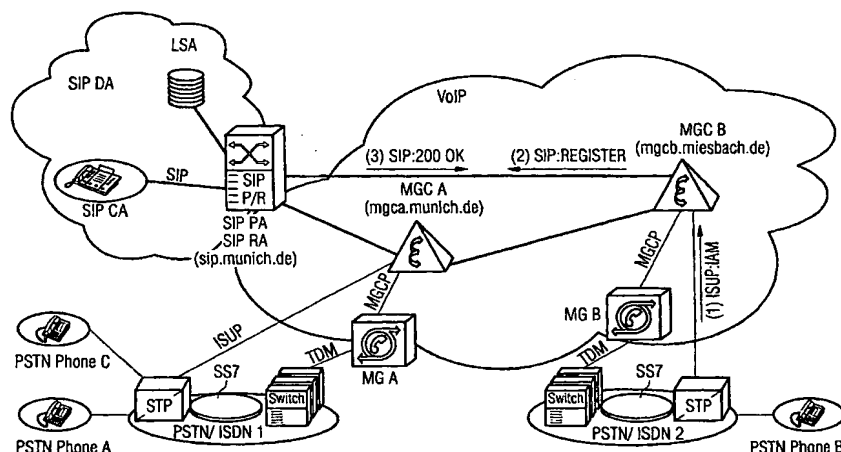 LSA
SIP DA
VoIP
MGC B
(mgcb.miesbach.de)
(3) SIP:200 OK
(2) SIP:REGISTER
SIP
SIP
P/R
MGC A
(mgca.munich.de)
SIP CA
SIP PA
SIP RA
(sip.munich.de)
MGCP
MGCP
(1) ISUP:IAM
ISUP
MG B
TDM
TDM
PSTN Phone C
MG A
SS7
SS7
STP
Switch
Switch
STP
PSTN Phone A
PSTN/ ISDN 1
PSTN/ ISDN 2
PSTN Phone B